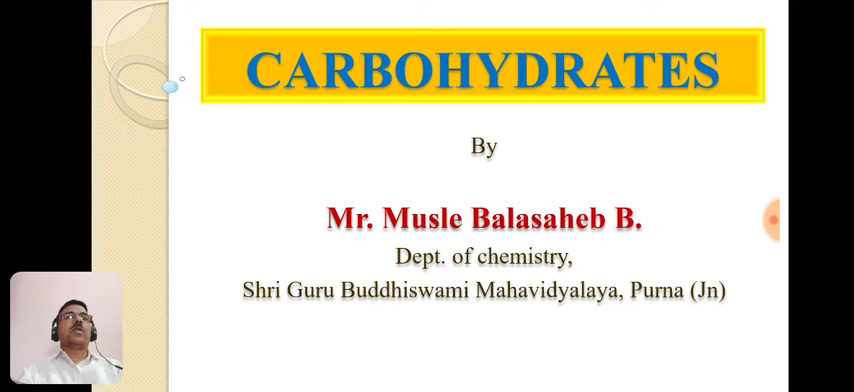 CARBOHYDRATES
By
Mr. Musle Balasaheb B.
Dept. of chemistry,
Shri Guru Buddhiswami Mahavidyalaya, Purna (Jn)